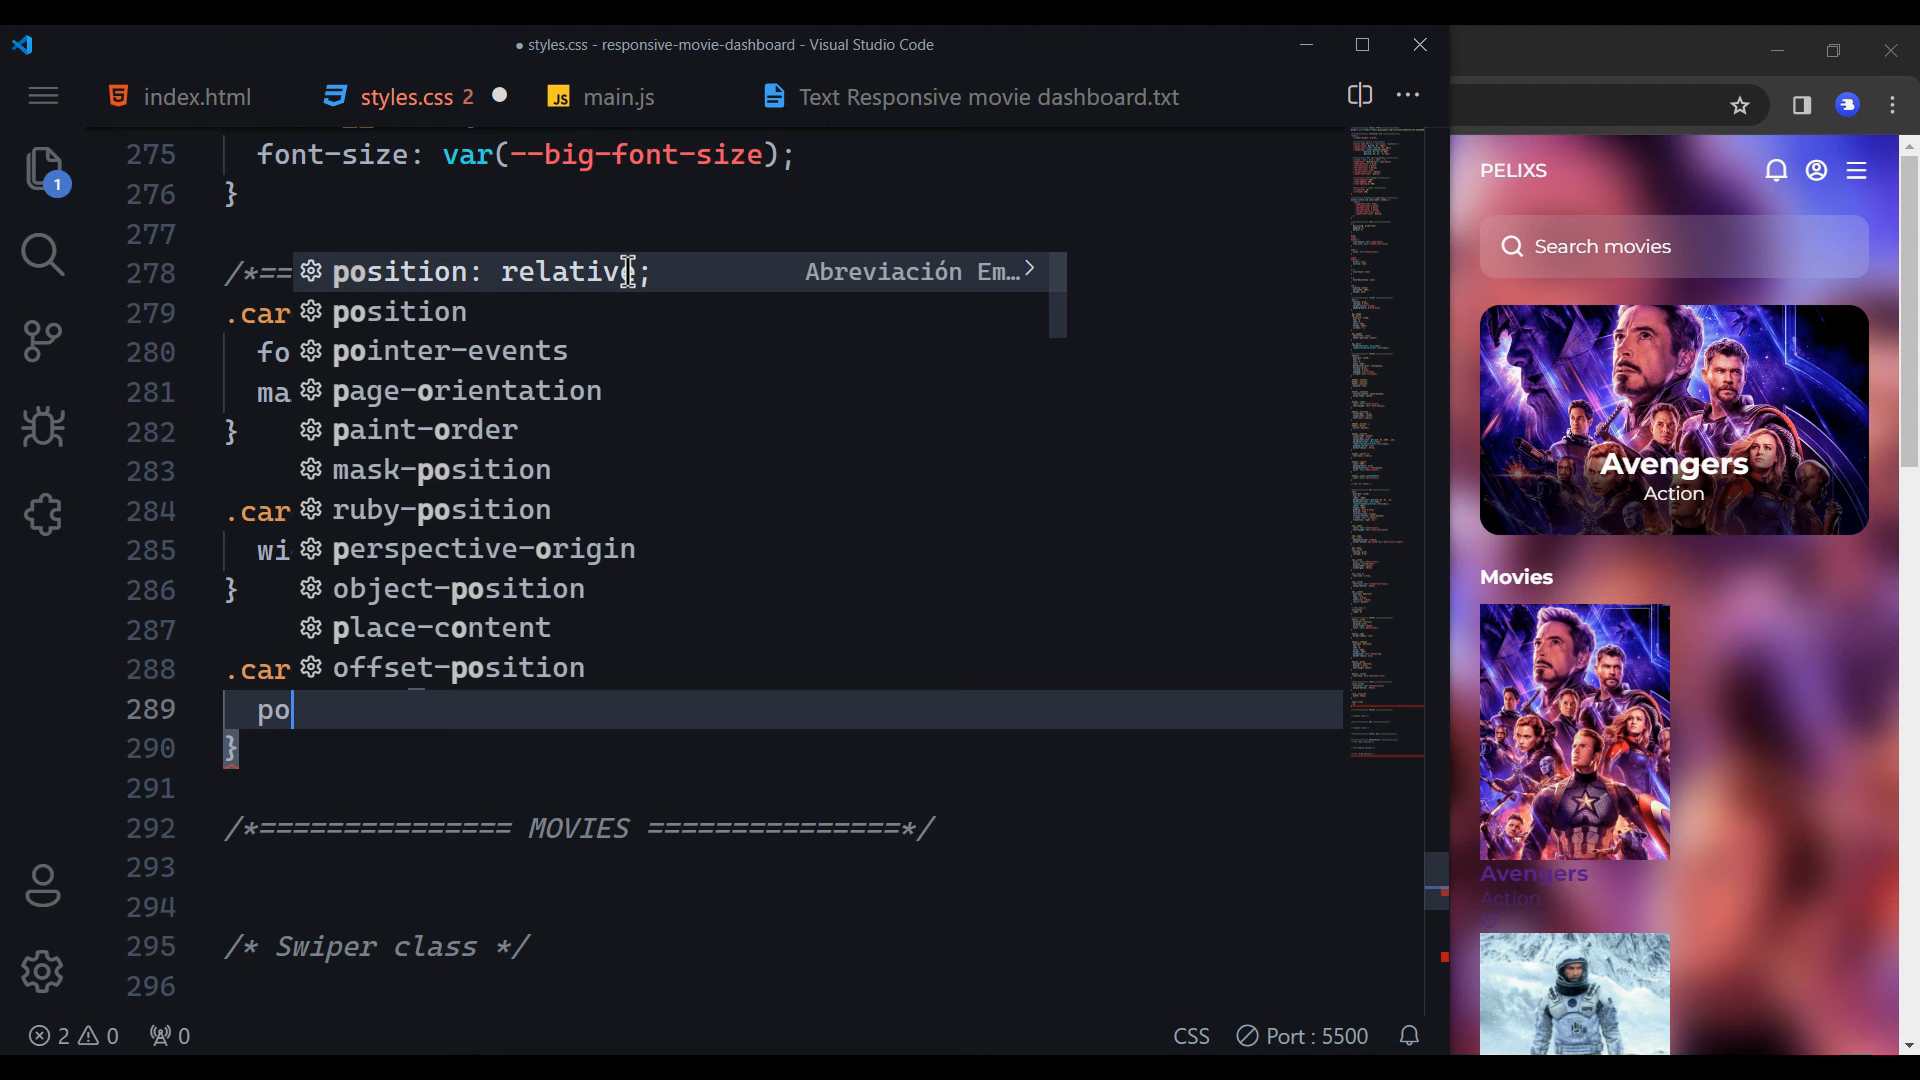 styles.css - responsive-movie-dashboard - Visual Studio Code
index.html
styles.css 2
main.js
Text Responsive movie dashboard.txt
1
275 font-size: var(--big-font-size);
276 }
277
278 /*==
position: relative; Abreviación Em…
279 .car
position
280 fo
pointer-events
281 ma
page-orientation
282 }
paint-order
283
mask-position
284 .car
ruby-position
285 wi
perspective-origin
286 }
object-position
287
place-content
288 .car
offset-position
289 po
290 }
291
292 /*=============== MOVIES ===============*/
293
294
295 /* Swiper class */
296
2 0 0
CSS Port : 5500
PELIXS
Search movies
Avengers
Action
Movies
Avengers
Action